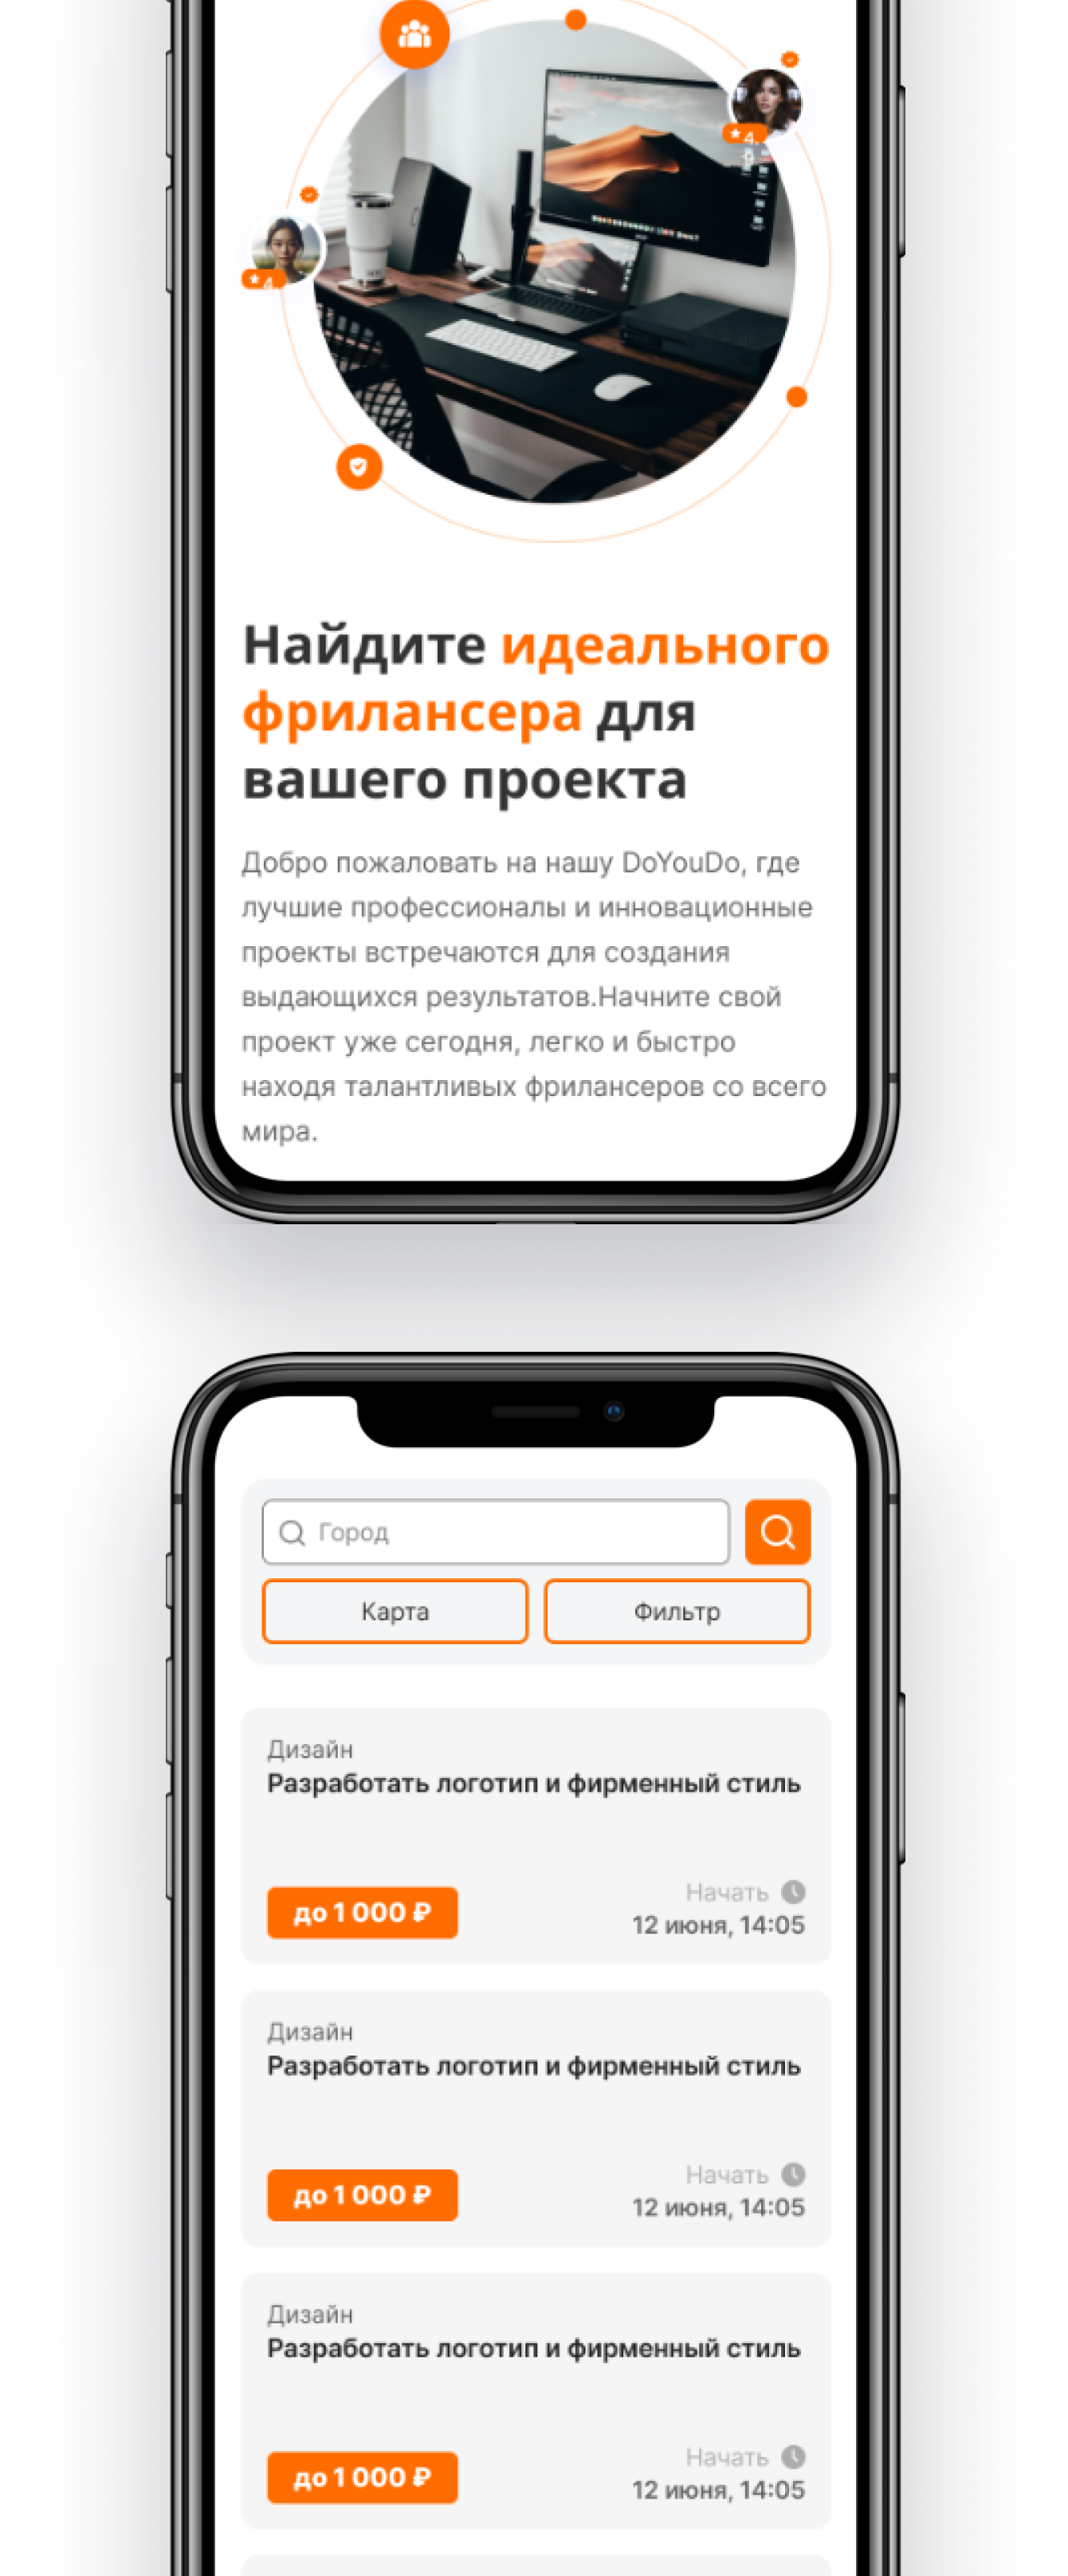 4.
4.
Найдите идеального
фрилансера для
вашего проекта
Добро пожаловать на нашу DoYouDo, где
лучшие профессионалы и инновационные
проекты встречаются для создания
выдающихся результатов.Начните свой
проект уже сегодня, легко и быстро
находя талантливых фрилансеров со всего
мира.
Город
Карта
Фильтр
Дизайн
Разработать логотип и фирменный стиль
Начать
до 1 000 ₽
12 июня, 14:05
Дизайн
Разработать логотип и фирменный стиль
Начать
до 1 000 ₽
12 июня, 14:05
Дизайн
Разработать логотип и фирменный стиль
Начать
до 1 000 ₽
12 июня, 14:05